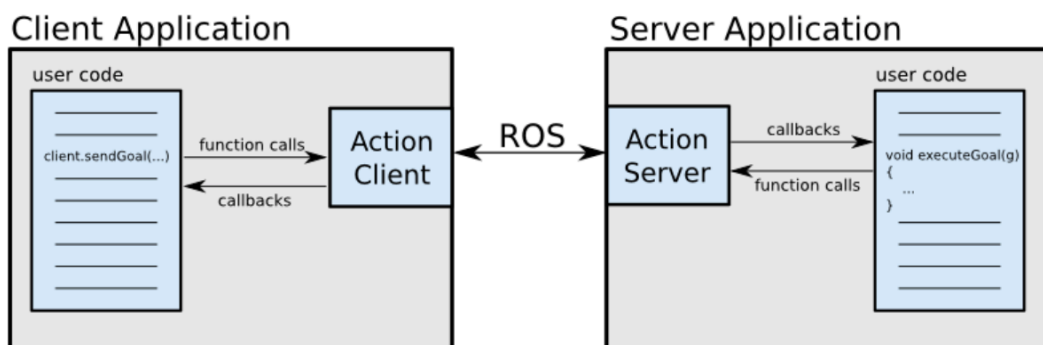 Client Application
user code
client.sendGoal(...)
function calls
callbacks
Action
Client
ROS
Server Application
Action
Server
callbacks
function calls
user code
void executeGoal(g)
{
...
}